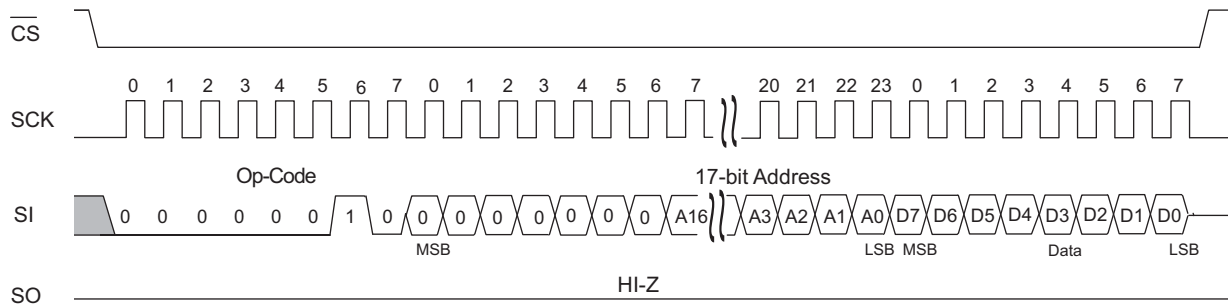 CS
0 1 2 3 4 5 6 7 0 1 2 3 4 5 6 7 20 21 22 23 0 1 2 3 4 5 6 7
SCK
Op-Code 17-bit Address
SI 0 0 0 0 0 0 1 0 0 0 0 0 0 0 0 A16 A3 A2 A1 A0 D7 D6 D5 D4 D3 D2 D1 D0
MSB LSB MSB Data LSB
HI-Z
SO